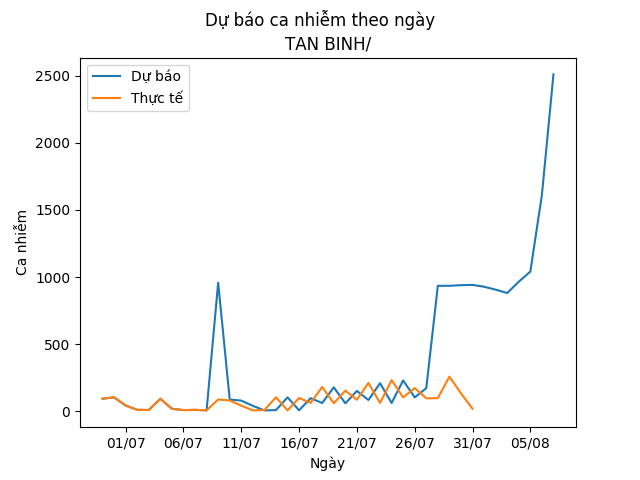 Dự báo ca nhiễm theo ngày
TAN BINH/
Dự báo
Thực tế
Ca nhiễm
2500
2000
1500
1000
500
0
01/07 06/07 11/07 16/07 21/07 26/07 31/07 05/08
Ngày